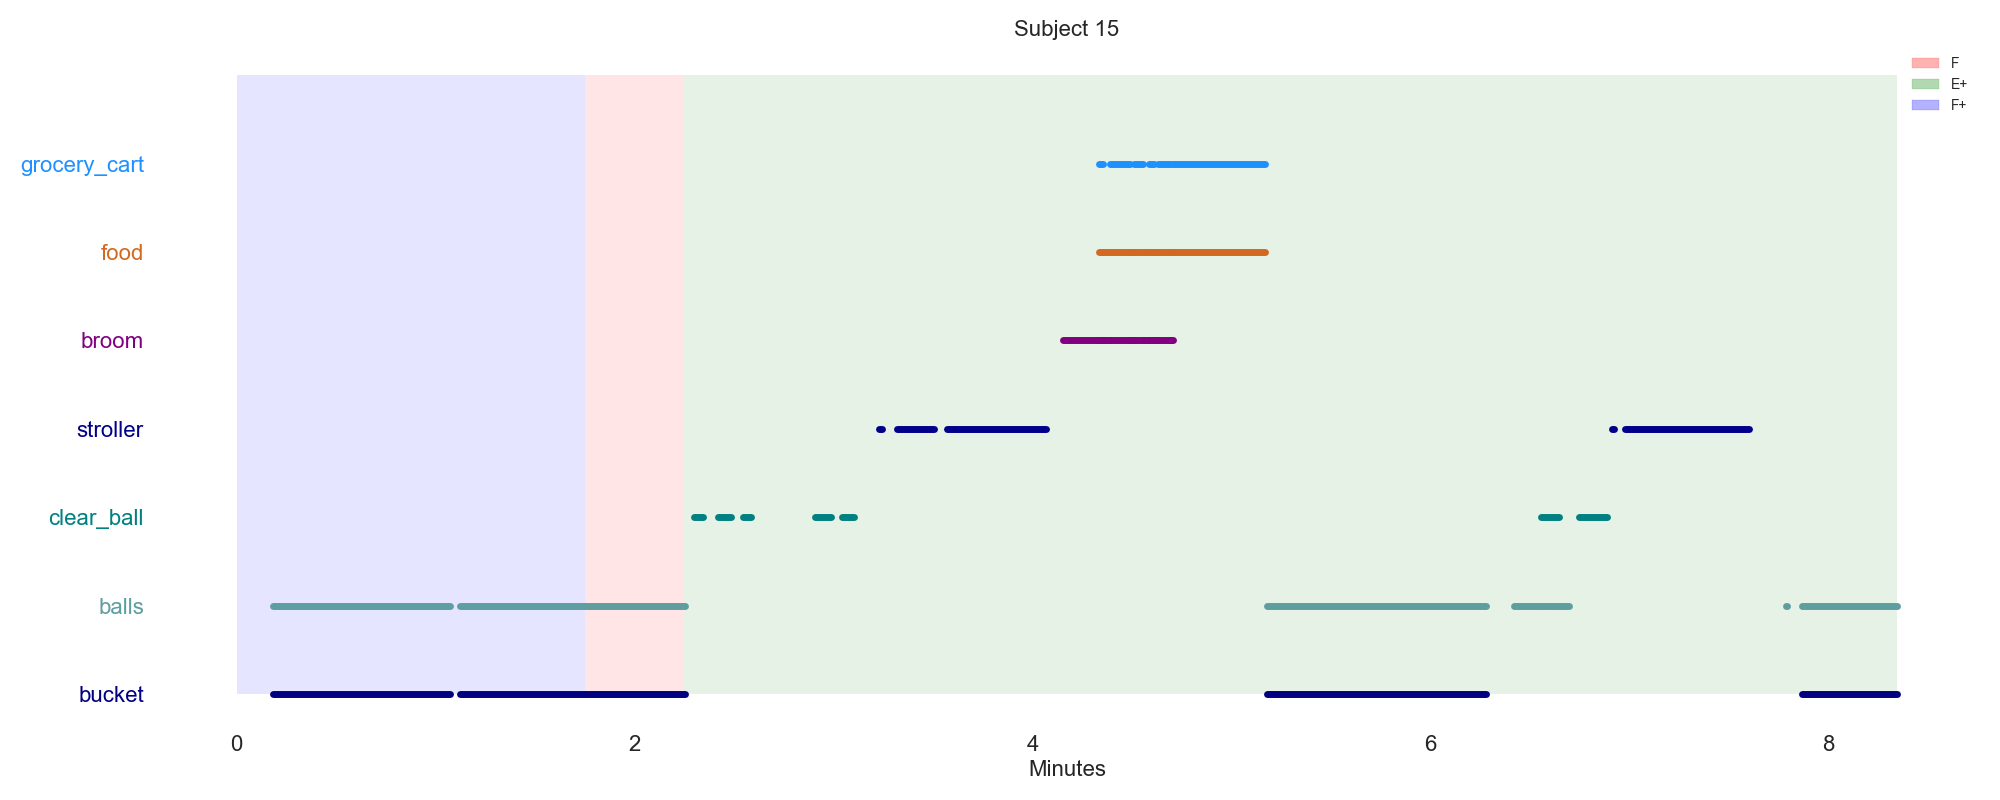 Subject 15
F
E+
F+
grocery_cart
food
broom
stroller
clear_ball
balls
bucket
0 2 4 6 8
Minutes